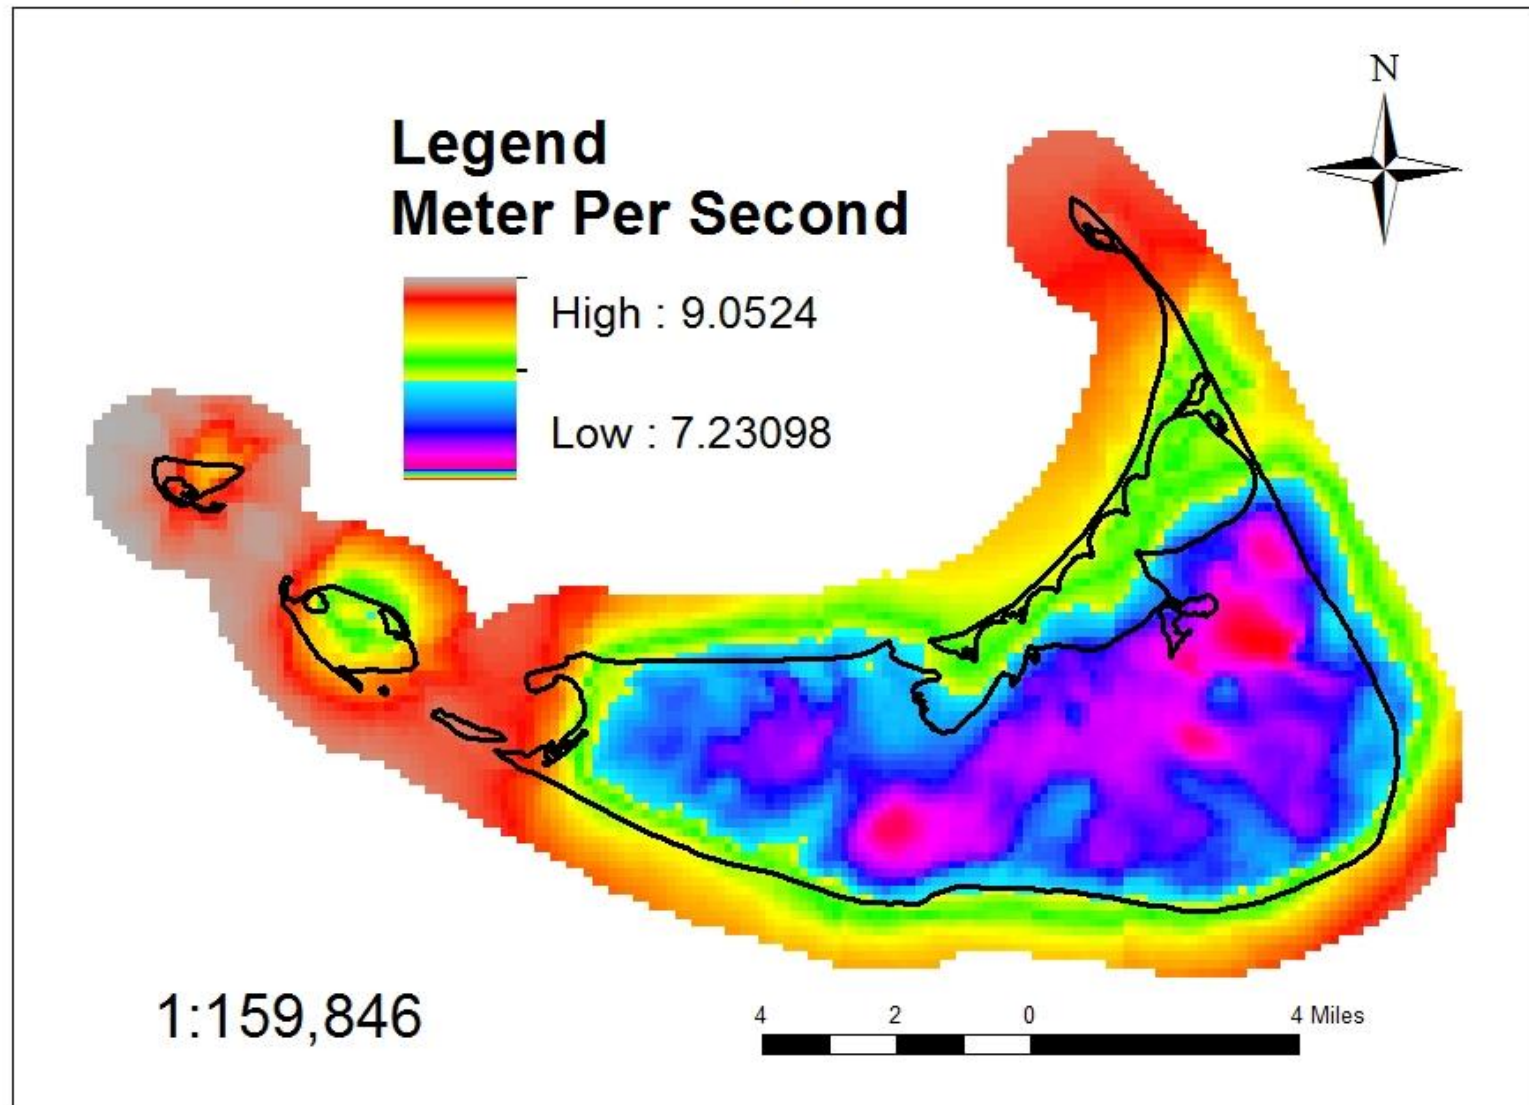 N
Legend
Meter Per Second
High : 9.0524
Low : 7.23098
1:159,846
4 2 0 4 Miles